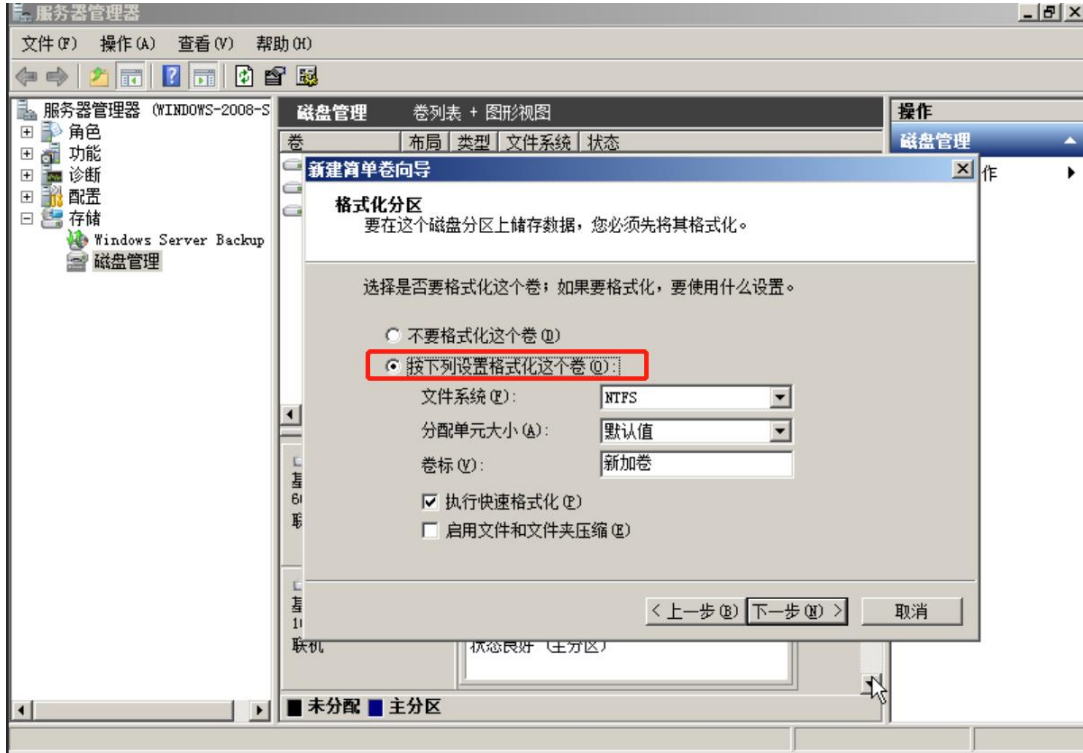 服务器管理器
文件(F) 操作(A) 查看(V) 帮助(H)
服务器管理器 (WINDOWS-2008-S
角色
功能
诊断
配置
存储
Windows Server Backup
磁盘管理
磁盘管理 卷列表 + 图形视图
卷 布局 类型 文件系统 状态
操作
磁盘管理
作
新建简单卷向导
格式化分区
要在这个磁盘分区上储存数据，您必须先将其格式化。
选择是否要格式化这个卷；如果要格式化，要使用什么设置。
不要格式化这个卷(D)
按下列设置格式化这个卷(O):
文件系统(F): NTFS
分配单元大小(A): 默认值
卷标(V): 新加卷
执行快速格式化(P)
启用文件和文件夹压缩(E)
< 上一步(B) 下一步(N) > 取消
联机
状态良好 (主分区)
未分配 主分区